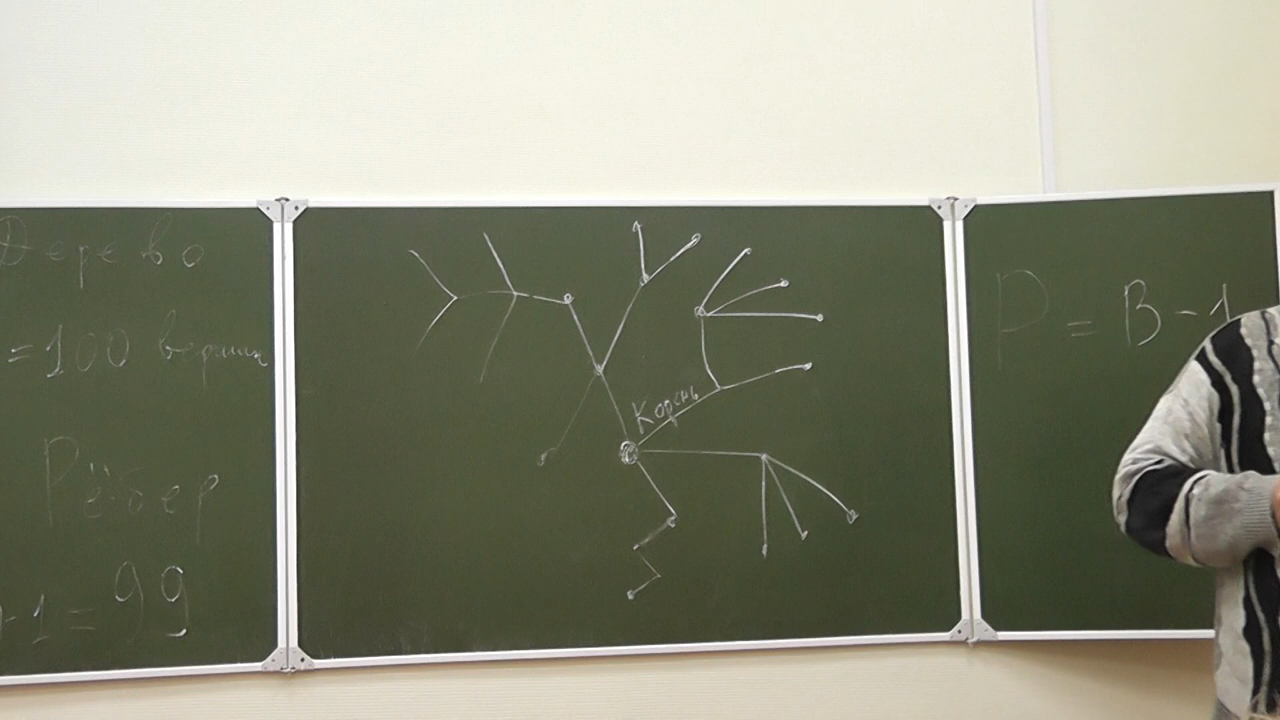 Дерево
=100 вершин
Рёбер
-1=99
Корень
Р=В-1